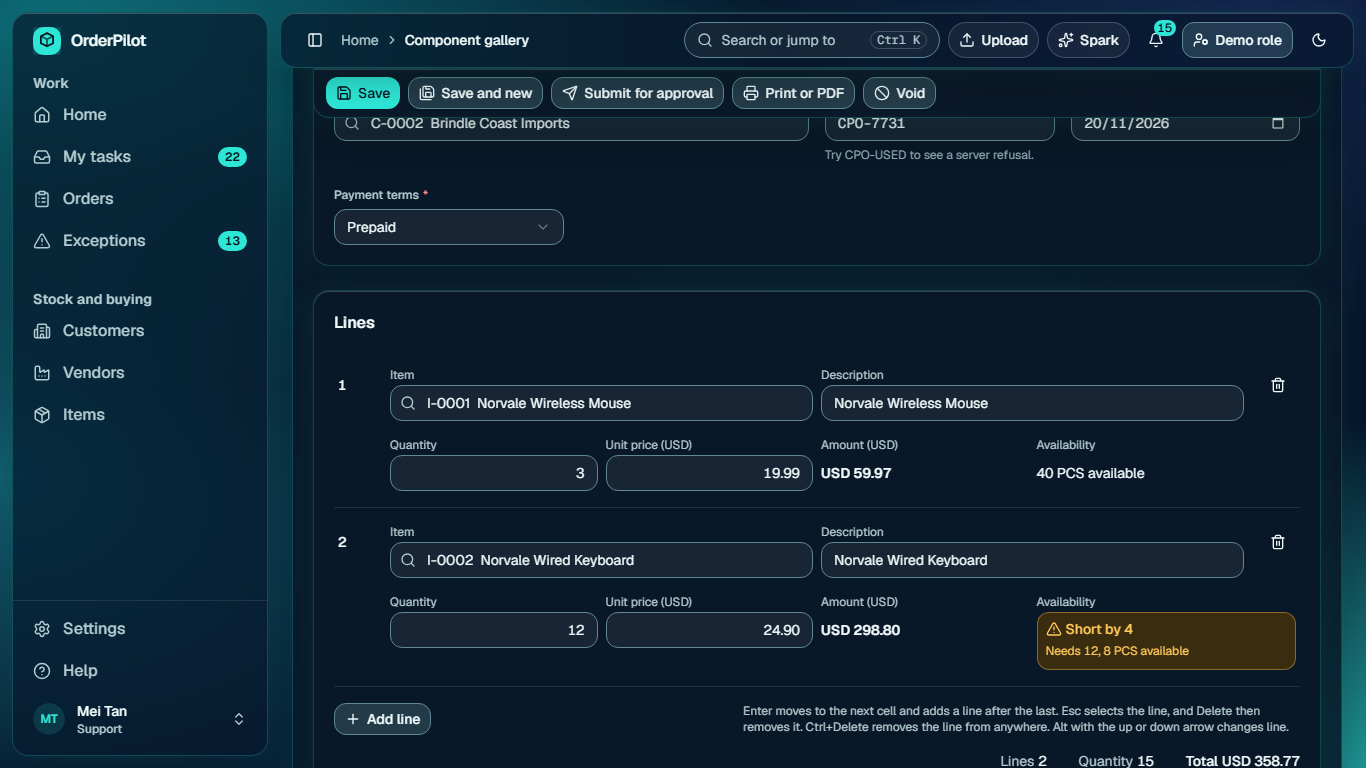 OrderPilot
Work
Home
My tasks 22
Orders
Exceptions 13
Stock and buying
Customers
Vendors
Items
Settings
Help
MT Mei Tan
Support
Home > Component gallery
Search or jump to Ctrl K
Upload
Spark
15
Demo role
Save
Save and new
Submit for approval
Print or PDF
Void
C-0002 Brindle Coast Imports
CPO-7731
20/11/2026
Try CPO-USED to see a server refusal.
Payment terms *
Prepaid
Lines
1
Item
I-0001 Norvale Wireless Mouse
Description
Norvale Wireless Mouse
Quantity
3
Unit price (USD)
19.99
Amount (USD)
USD 59.97
Availability
40 PCS available
2
Item
I-0002 Norvale Wired Keyboard
Description
Norvale Wired Keyboard
Quantity
12
Unit price (USD)
24.90
Amount (USD)
USD 298.80
Availability
Short by 4
Needs 12, 8 PCS available
Add line
Enter moves to the next cell and adds a line after the last. Esc selects the line, and Delete then
removes it. Ctrl+Delete removes the line from anywhere. Alt with the up or down arrow changes line.
Lines 2 Quantity 15 Total USD 358.77